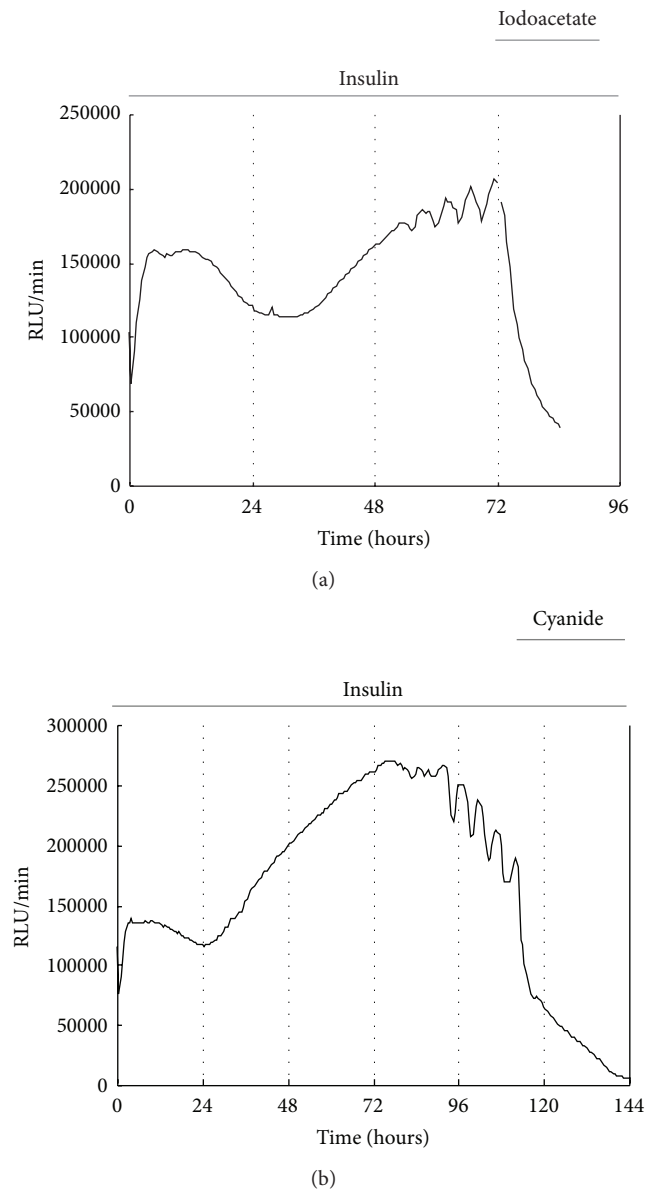 Iodoacetate
Insulin
250000
200000
150000
100000
50000
0
RLU/min
0 24 48 72 96
Time (hours)
(a)
Cyanide
Insulin
300000
250000
200000
150000
100000
50000
0
RLU/min
0 24 48 72 96 120 144
Time (hours)
(b)